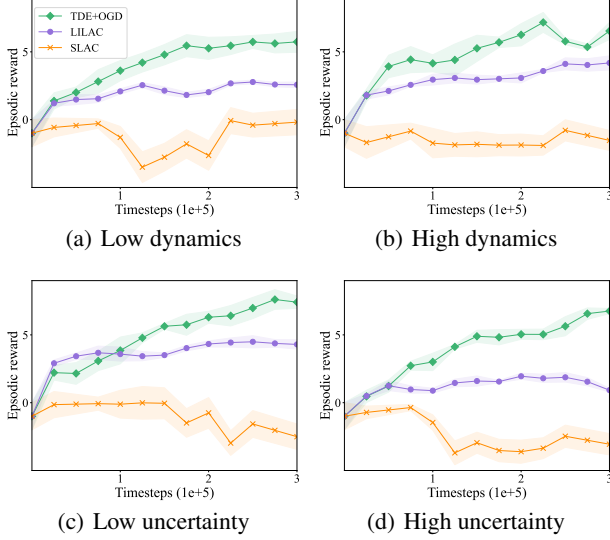 TDE+OGD
LILAC
SLAC
Epsodic reward
5
0
1
2
3
Timesteps (1e+5)
(a) Low dynamics
Epsodic reward
5
0
1
2
3
Timesteps (1e+5)
(b) High dynamics
Epsodic reward
5
0
1
2
3
Timesteps (1e+5)
(c) Low uncertainty
Epsodic reward
5
0
1
2
3
Timesteps (1e+5)
(d) High uncertainty